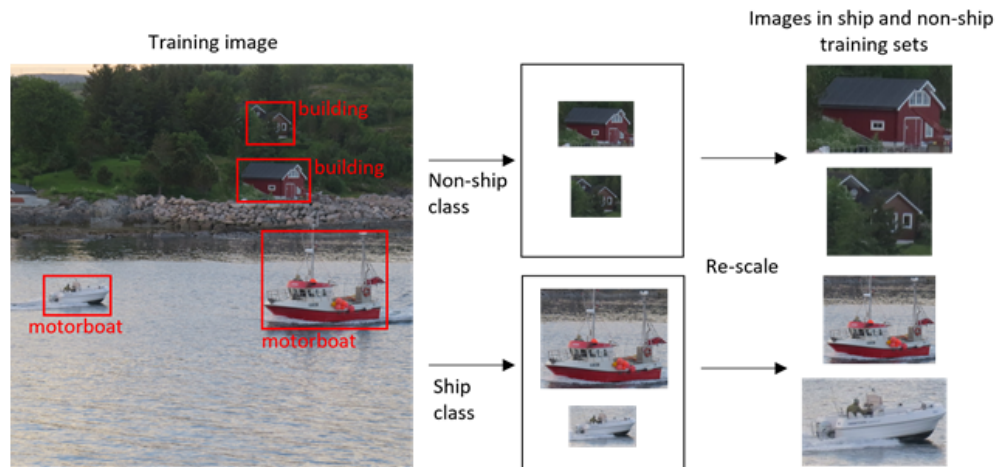 Training image
Images in ship and non-ship
training sets
building
building
motorboat
motorboat
Non-ship
class
Ship
class
Re-scale